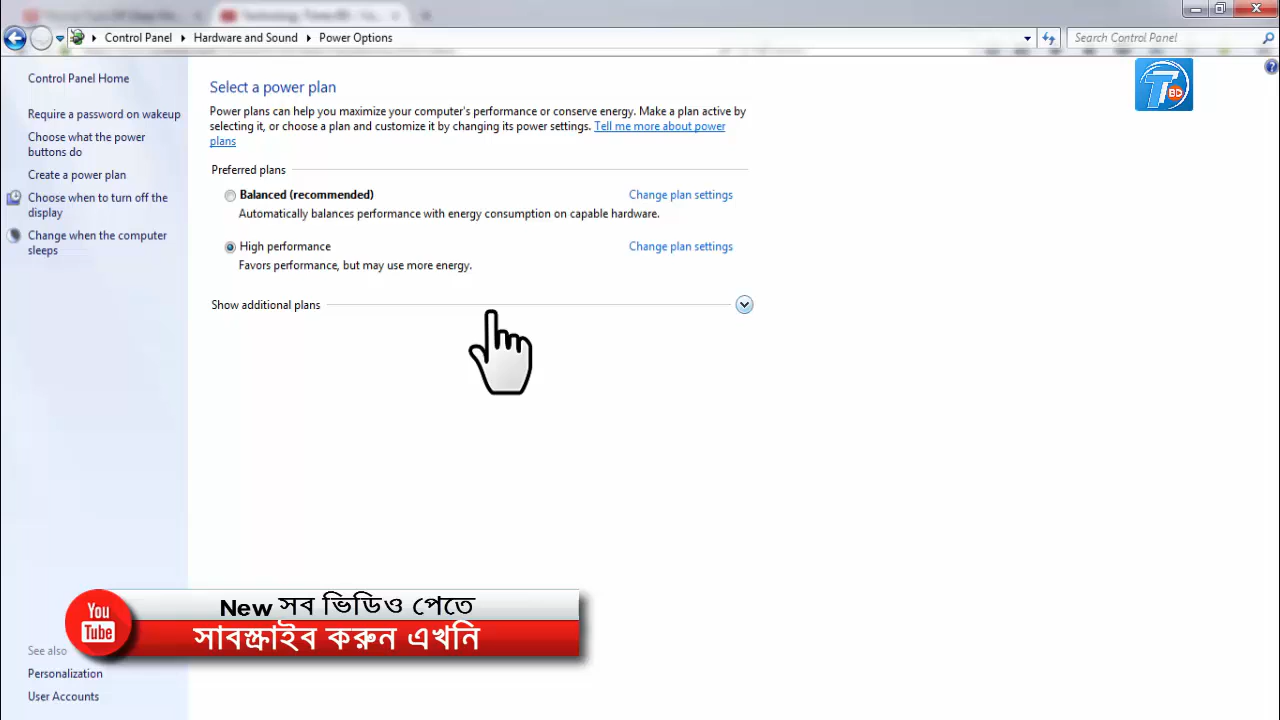 Control Panel
Hardware and Sound
Power Options
Search Control Panel
Control Panel Home
Require a password on wakeup
Choose what the power
buttons do
Create a power plan
Choose when to turn off the
display
Change when the computer
sleeps
Select a power plan
Power plans can help you maximize your computer's performance or conserve energy. Make a plan active by
selecting it, or choose a plan and customize it by changing its power settings. Tell me more about power
plans
Preferred plans
Balanced (recommended)
Change plan settings
Automatically balances performance with energy consumption on capable hardware.
High performance
Change plan settings
Favors performance, but may use more energy.
Show additional plans
T BD
You
Tube
New সব ভিডিও পেতে
সাবস্ক্রাইব করুন এখনি
See also
Personalization
User Accounts